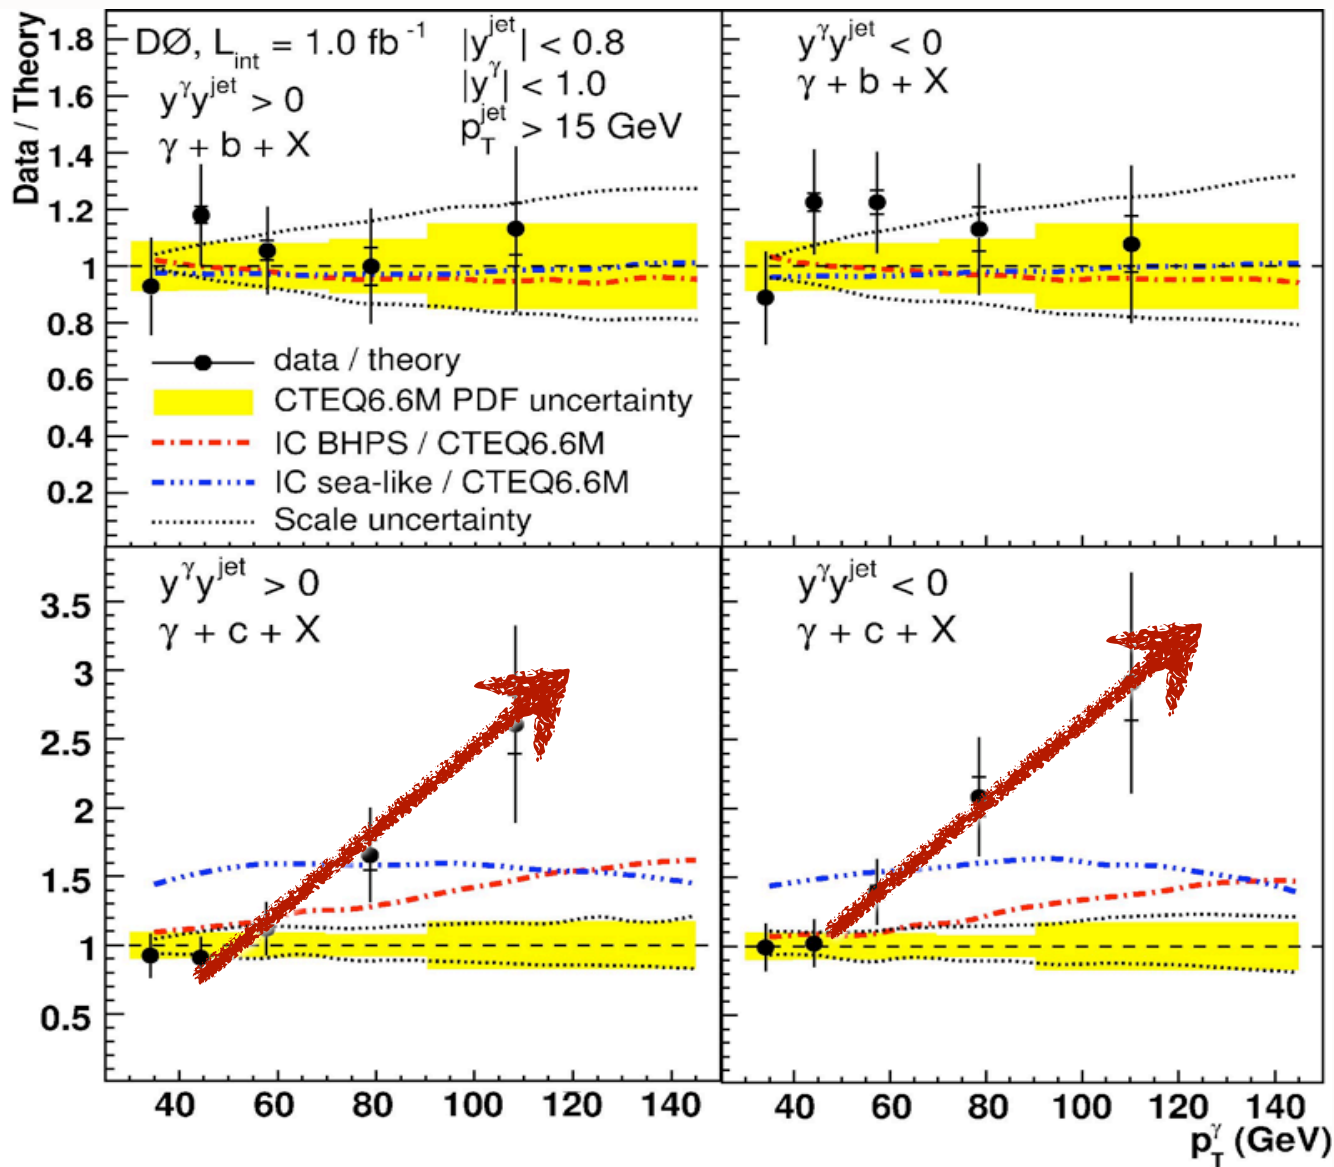 Data / Theory
1.8
1.6
1.4
1.2
1
0.8
0.6
0.4
0.2
DØ, L_int = 1.0 fb^-1
y^γ y^jet > 0
γ + b + X
|y^jet| < 0.8
|y^γ| < 1.0
p_T^jet > 15 GeV
data / theory
CTEQ6.6M PDF uncertainty
IC BHPS / CTEQ6.6M
IC sea-like / CTEQ6.6M
Scale uncertainty
y^γ y^jet < 0
γ + b + X
3.5
3
2.5
2
1.5
1
0.5
y^γ y^jet > 0
γ + c + X
y^γ y^jet < 0
γ + c + X
40 60 80 100 120 140
40 60 80 100 120 140
p_T^γ (GeV)